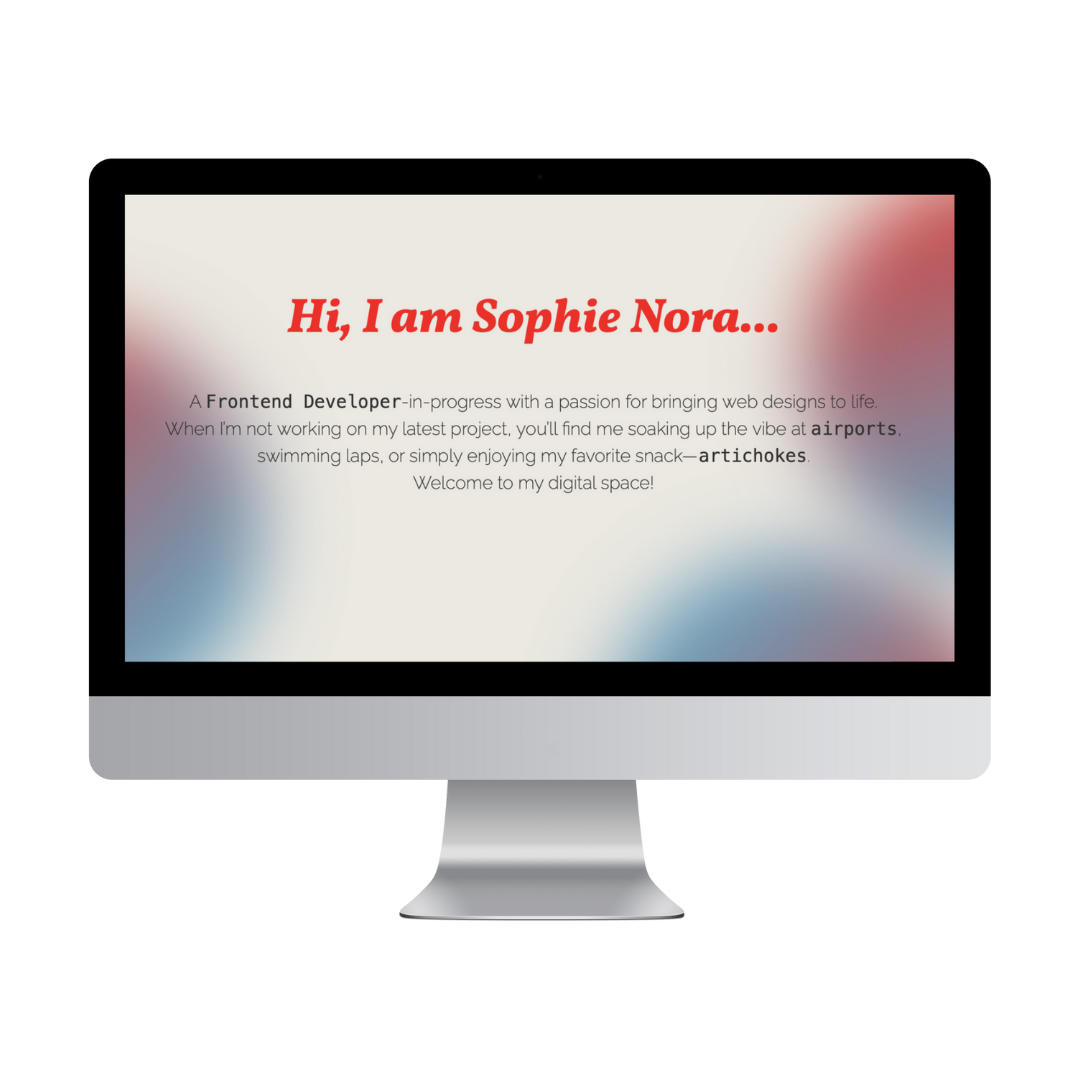 Hi, I am Sophie Nora...
A Frontend Developer-in-progress with a passion for bringing web designs to life.
When I'm not working on my latest project, you'll find me soaking up the vibe at airports,
swimming laps, or simply enjoying my favorite snack—artichokes.
Welcome to my digital space!